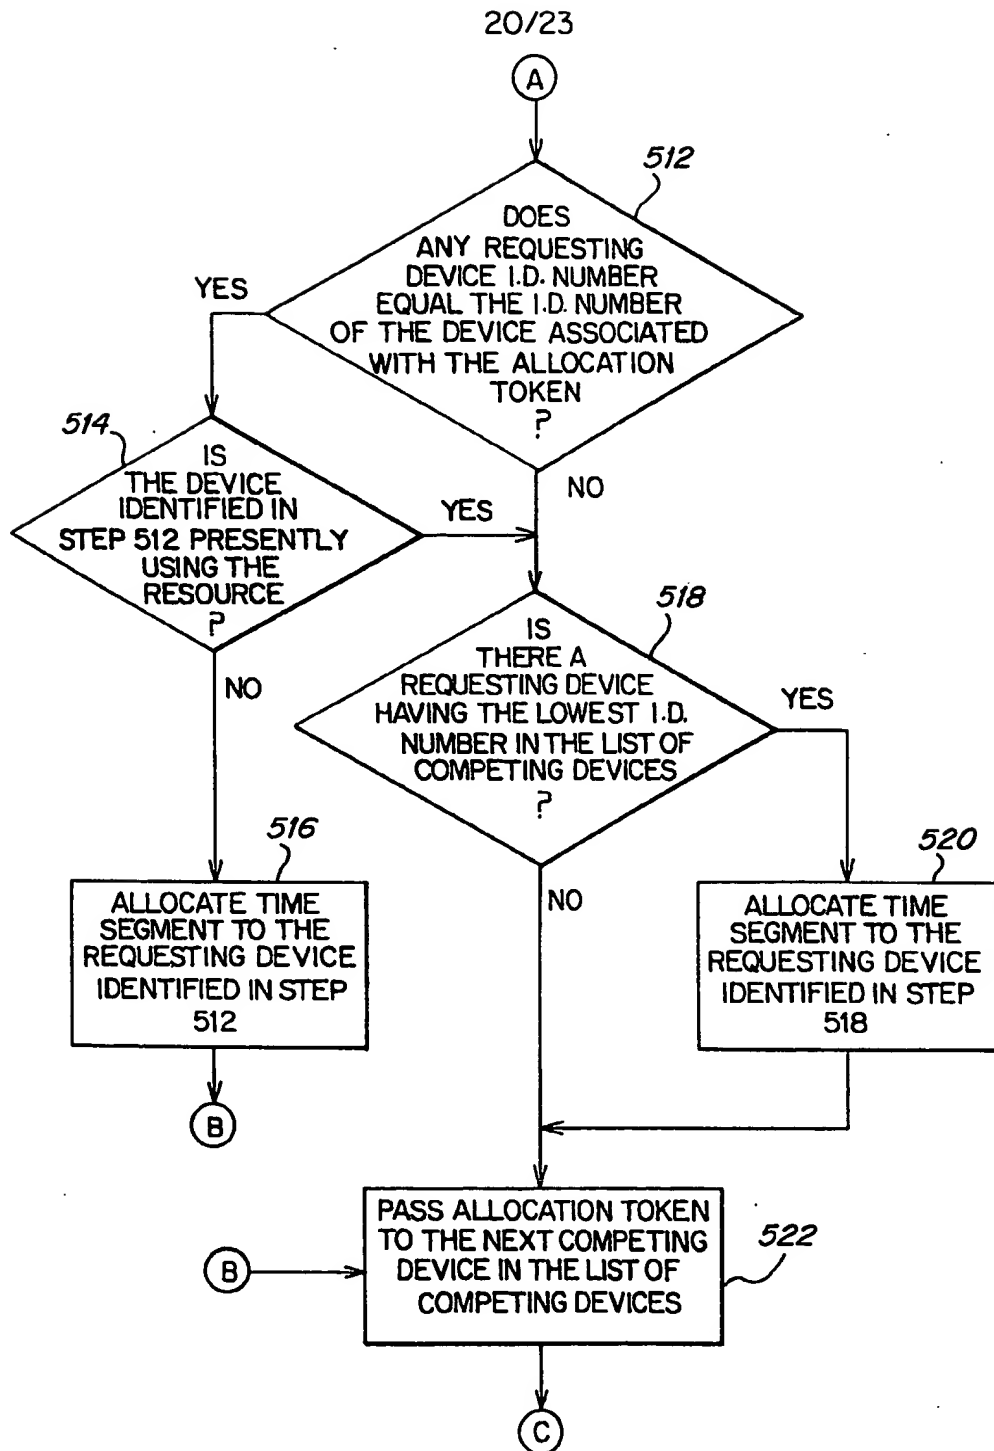 20/23
A
512
DOES
ANY REQUESTING
DEVICE I.D. NUMBER
EQUAL THE I.D. NUMBER
OF THE DEVICE ASSOCIATED
WITH THE ALLOCATION
TOKEN
?
YES
NO
514
IS
THE DEVICE
IDENTIFIED IN
STEP 512 PRESENTLY
USING THE
RESOURCE
?
YES
NO
518
IS
THERE A
REQUESTING DEVICE
HAVING THE LOWEST I.D.
NUMBER IN THE LIST OF
COMPETING DEVICES
?
YES
NO
516
ALLOCATE TIME
SEGMENT TO THE
REQUESTING DEVICE
IDENTIFIED IN STEP
512
B
520
ALLOCATE TIME
SEGMENT TO THE
REQUESTING DEVICE
IDENTIFIED IN STEP
518
B
PASS ALLOCATION TOKEN
TO THE NEXT COMPETING
DEVICE IN THE LIST OF
COMPETING DEVICES
522
C